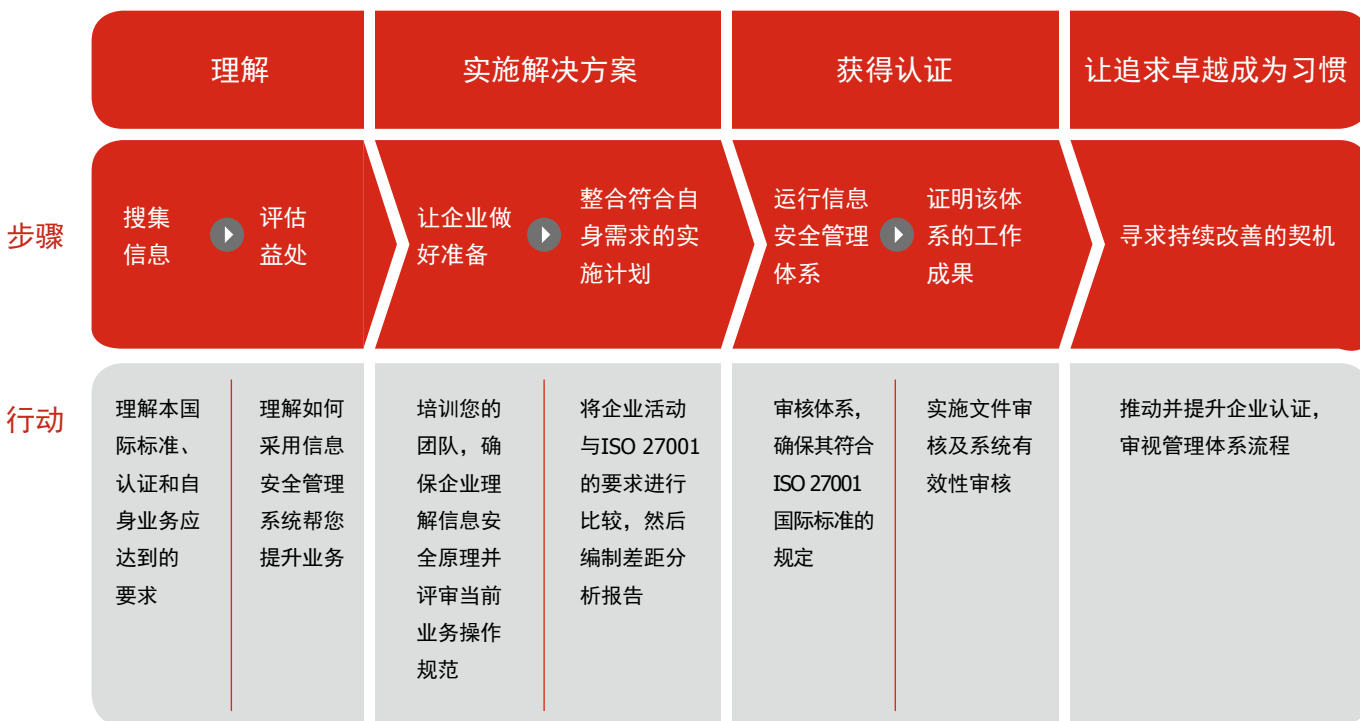 理解
实施解决方案
获得认证
让追求卓越成为习惯
步骤
搜集
信息
评估
益处
让企业做
好准备
整合符合自
身需求的实
施计划
运行信息
安全管理
体系
证明该体
系的工作
成果
寻求持续改善的契机
行动
理解本国
际标准、
认证和自
身业务应
达到的
要求
理解如何
采用信息
安全管理
系统帮您
提升业务
培训您的
团队，确
保企业理
解信息安
全原理并
评审当前
业务操作
规范
将企业活动
与ISO 27001
的要求进行
比较，然后
编制差距分
析报告
审核体系，
确保其符合
ISO 27001
国际标准的
规定
实施文件审
核及系统有
效性审核
推动并提升企业认证，
审视管理体系流程